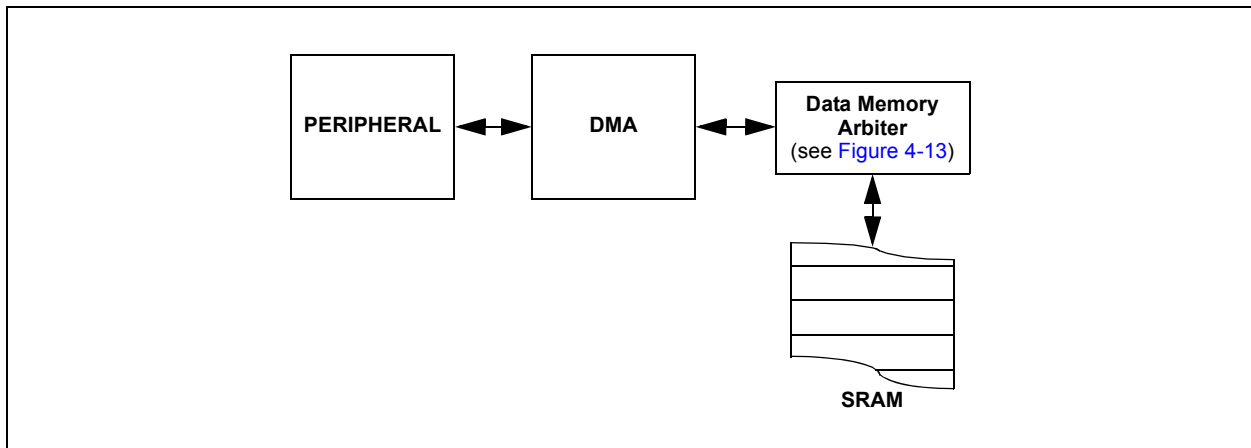 PERIPHERAL
DMA
Data Memory
Arbiter
(see Figure 4-13)
SRAM